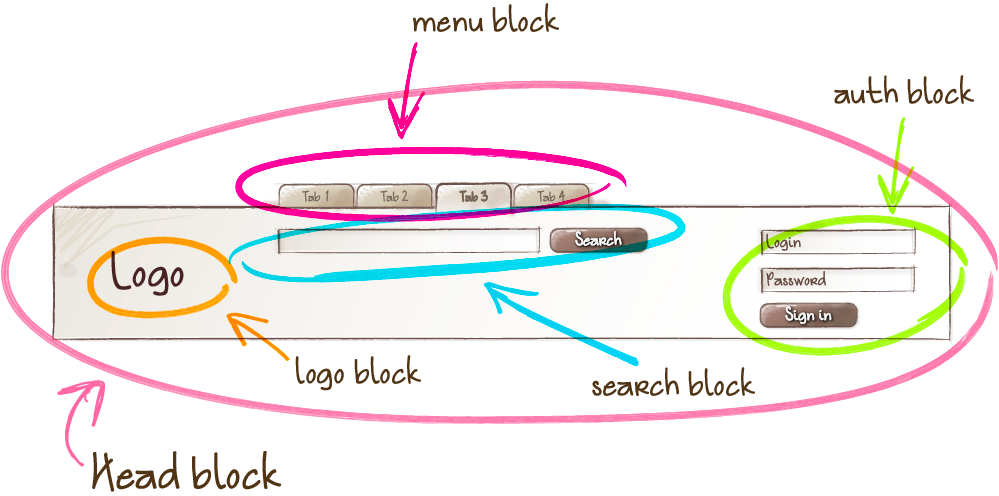 menu block
auth block
Tab 1 Tab 2 Tab 3 Tab 4
Search
Login
Logo
Password
Sign in
logo block
search block
Head block